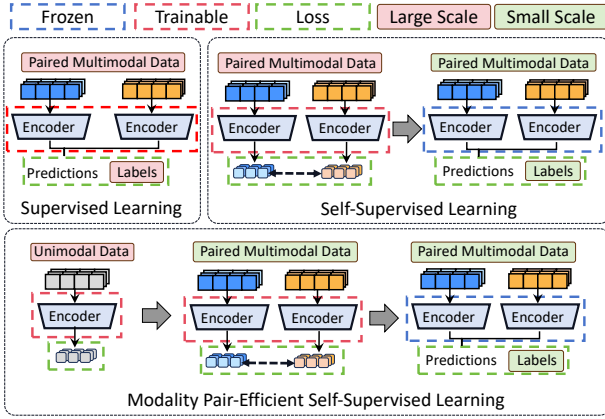 Frozen Trainable Loss Large Scale Small Scale
Paired Multimodal Data
Encoder Encoder
Predictions Labels
Supervised Learning
Paired Multimodal Data Paired Multimodal Data
Encoder Encoder Encoder Encoder
Predictions Labels
Self-Supervised Learning
Unimodal Data Paired Multimodal Data Paired Multimodal Data
Encoder Encoder Encoder Encoder Encoder
Predictions Labels
Modality Pair-Efficient Self-Supervised Learning